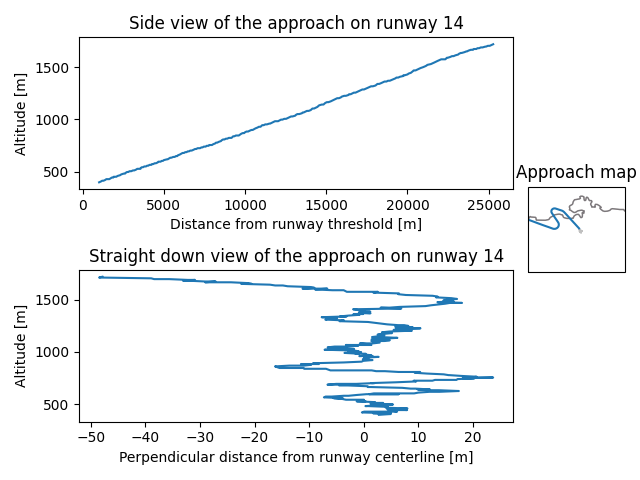 Side view of the approach on runway 14
Altitude [m]
1500
1000
500
0
5000
10000
15000
20000
25000
Distance from runway threshold [m]
Approach map
Straight down view of the approach on runway 14
Altitude [m]
1500
1000
500
−50
−40
−30
−20
−10
0
10
20
Perpendicular distance from runway centerline [m]